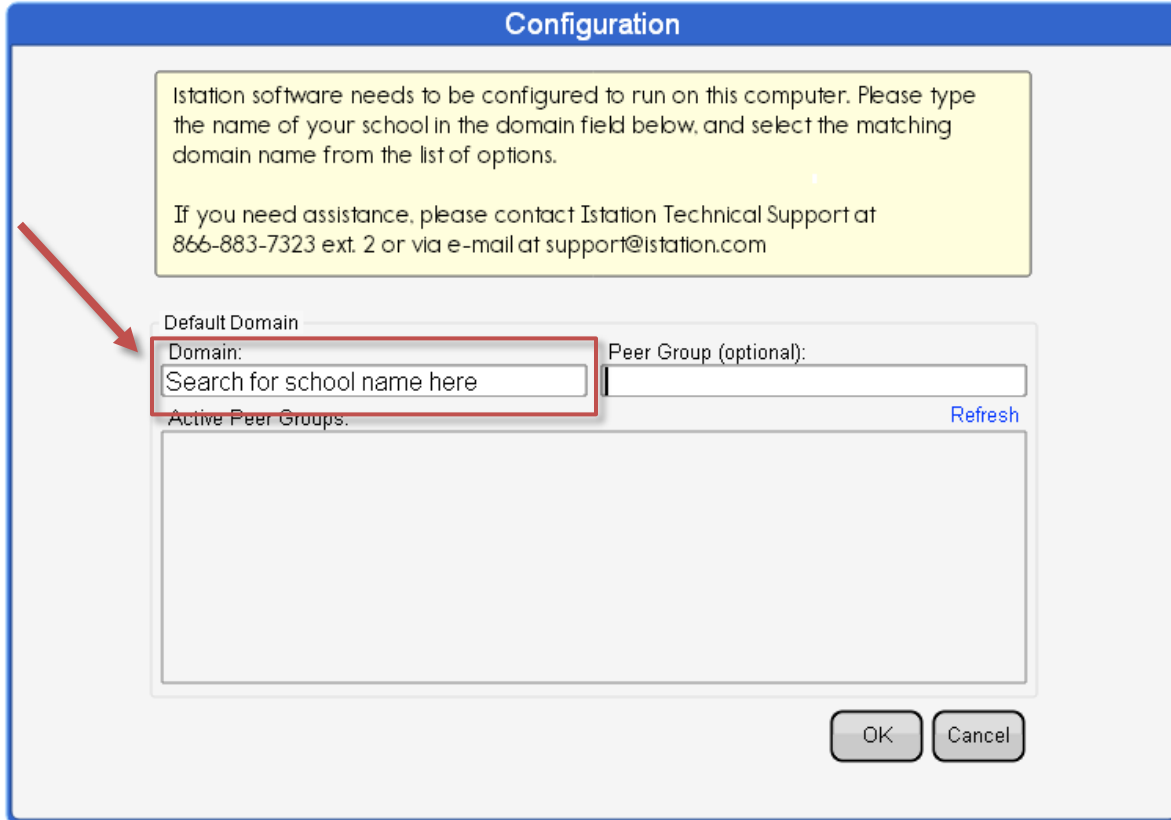 Configuration
Istation software needs to be configured to run on this computer. Please type
the name of your school in the domain field below, and select the matching
domain name from the list of options.
If you need assistance, please contact Istation Technical Support at
866-883-7323 ext. 2 or via e-mail at support@istation.com
Default Domain
Domain:
Peer Group (optional):
Search for school name here
Active Peer Groups:
Refresh
OK
Cancel